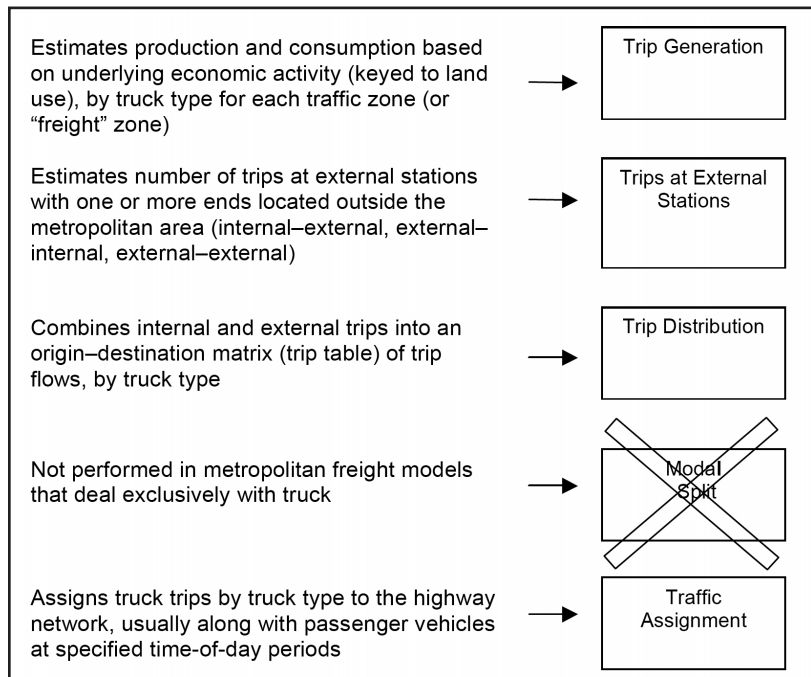 Estimates production and consumption based
on underlying economic activity (keyed to land
use), by truck type for each traffic zone (or
“freight” zone)
Trip Generation
Estimates number of trips at external stations
with one or more ends located outside the
metropolitan area (internal–external, external–
internal, external–external)
Trips at External
Stations
Combines internal and external trips into an
origin–destination matrix (trip table) of trip
flows, by truck type
Trip Distribution
Not performed in metropolitan freight models
that deal exclusively with truck
Modal
Split
Assigns truck trips by truck type to the highway
network, usually along with passenger vehicles
at specified time-of-day periods
Traffic
Assignment